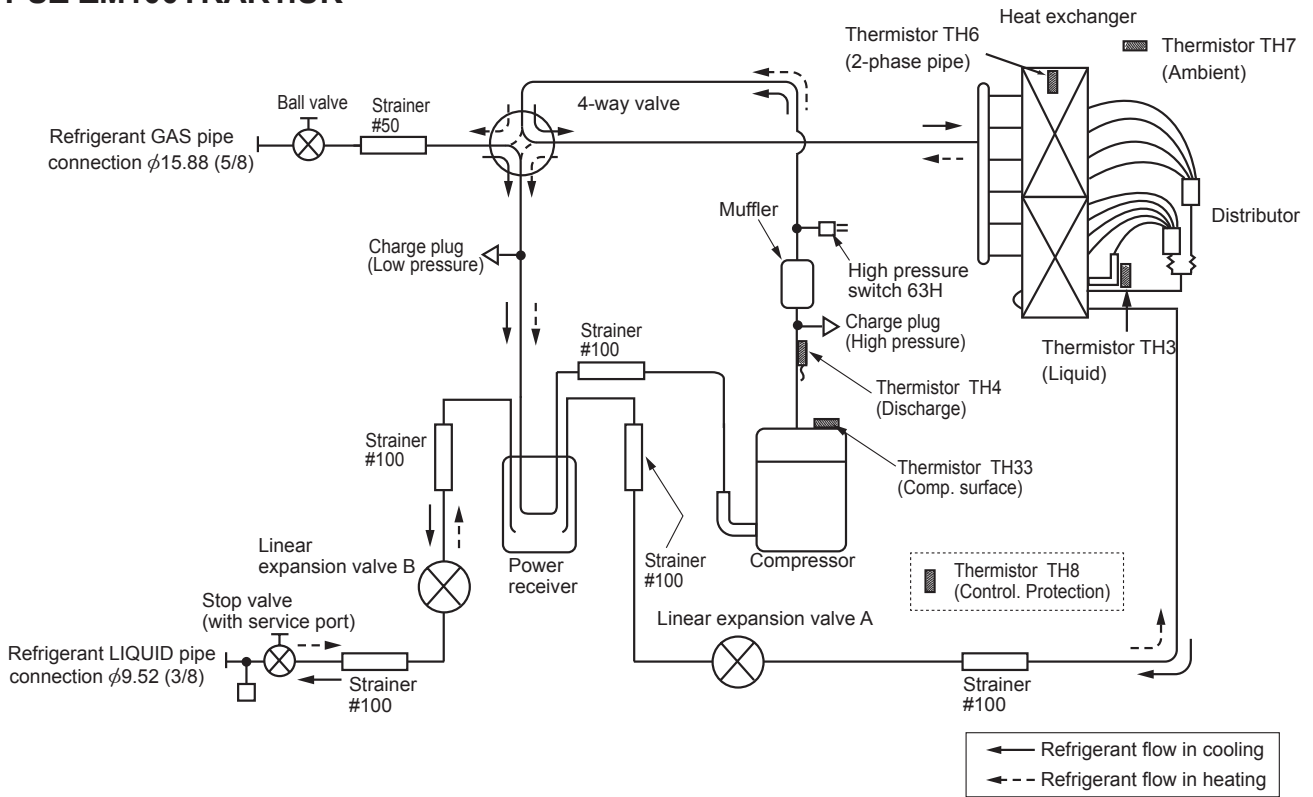 Heat exchanger
Thermistor TH6
(2-phase pipe)
Thermistor TH7
(Ambient)
Ball valve
Strainer
#50
4-way valve
Refrigerant GAS pipe
connection ϕ15.88 (5/8)
Muffler
Distributor
Charge plug
(Low pressure)
High pressure
switch 63H
Charge plug
(High pressure)
Strainer
#100
Thermistor TH3
(Liquid)
Thermistor TH4
(Discharge)
Strainer
#100
Thermistor TH33
(Comp. surface)
Linear
expansion valve B
Power
receiver
Strainer
#100
Compressor
Thermistor TH8
(Control. Protection)
Stop valve
(with service port)
Linear expansion valve A
Refrigerant LIQUID pipe
connection ϕ9.52 (3/8)
Strainer
#100
Strainer
#100
Refrigerant flow in cooling
Refrigerant flow in heating